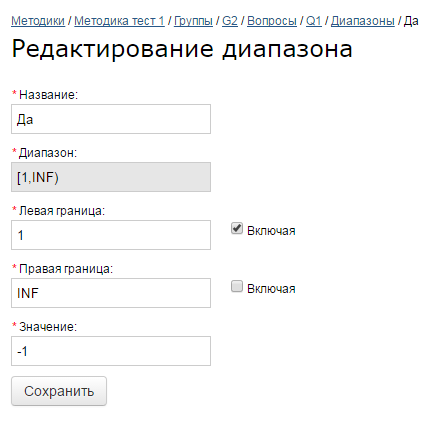 Методики / Методика тест 1 / Группы / G2 / Вопросы / Q1 / Диапазоны / Да
Редактирование диапазона
* Название:
Да
* Диапазон:
[1,INF)
* Левая граница:
1 Включая
* Правая граница:
INF Включая
* Значение:
-1
Сохранить